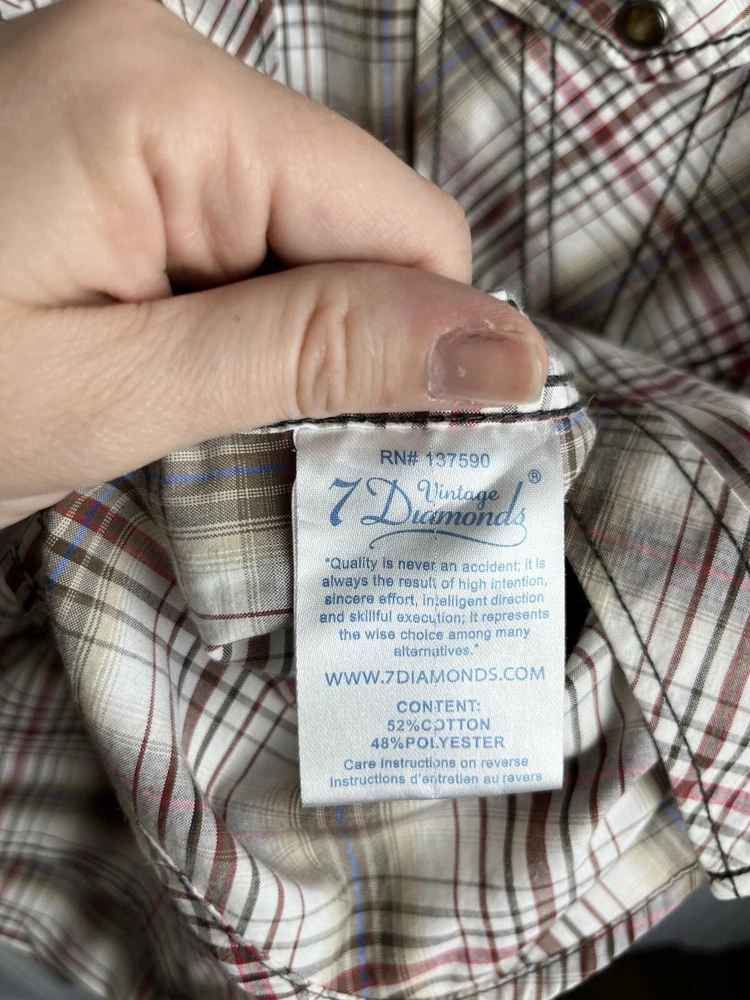 RN# 137590
7 Vintage Diamonds®
"Quality is never an accident; it is
always the result of high intention,
sincere effort, intelligent direction
and skillful execution; it represents
the wise choice among many
alternatives."
WWW.7DIAMONDS.COM
CONTENT:
52%COTTON
48%POLYESTER
Care instructions on reverse
Instructions d'entretien au revers